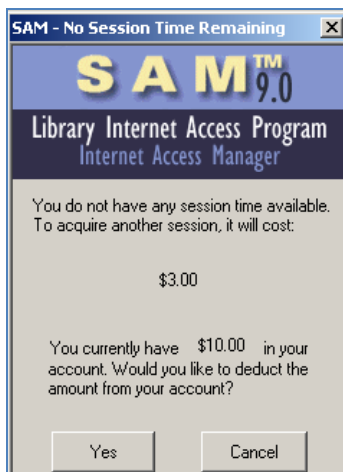 SAM - No Session Time Remaining
SAM™ 9.0
Library Internet Access Program
Internet Access Manager
You do not have any session time available.
To acquire another session, it will cost:
$3.00
You currently have $10.00 in your
account. Would you like to deduct the
amount from your account?
Yes Cancel